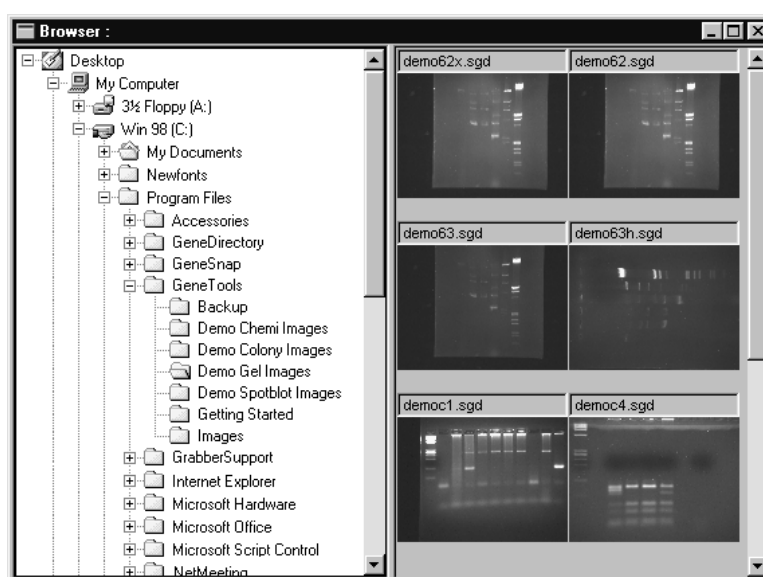 Browser :
Desktop
My Computer
3½ Floppy (A:)
Win 98 (C:)
My Documents
Newfonts
Program Files
Accessories
GeneDirectory
GeneSnap
GeneTools
Backup
Demo Chemi Images
Demo Colony Images
Demo Gel Images
Demo Spotblot Images
Getting Started
Images
GrabberSupport
Internet Explorer
Microsoft Hardware
Microsoft Office
Microsoft Script Control
NetMeeting
demo62x.sgd
demo62.sgd
demo63.sgd
demo63h.sgd
democ1.sgd
democ4.sgd